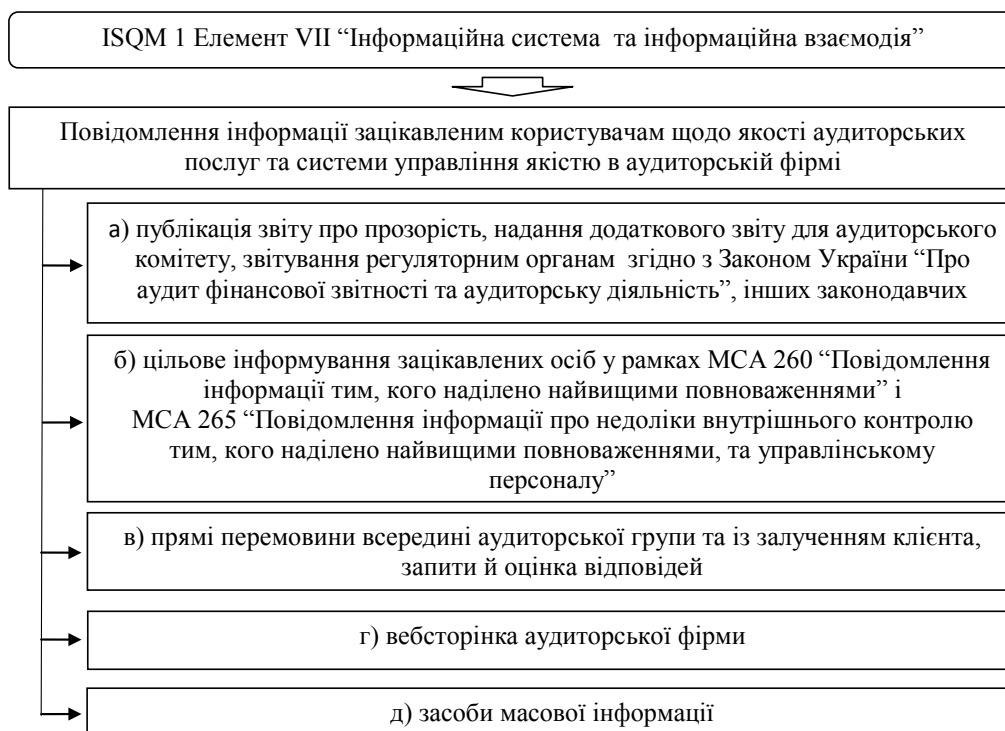 ISQM 1 Елемент VII “Інформаційна система та інформаційна взаємодія”
Повідомлення інформації зацікавленим користувачам щодо якості аудиторських
послуг та системи управління якістю в аудиторській фірмі
а) публікація звіту про прозорість, надання додаткового звіту для аудиторського
комітету, звітування регуляторним органам згідно з Законом України “Про
аудит фінансової звітності та аудиторську діяльність”, інших законодавчих
б) цільове інформування зацікавлених осіб у рамках МСА 260 “Повідомлення
інформації тим, кого наділено найвищими повноваженнями” і
МСА 265 “Повідомлення інформації про недоліки внутрішнього контролю
тим, кого наділено найвищими повноваженнями, та управлінському
персоналу”
в) прямі перемовини всередині аудиторської групи та із залученням клієнта,
запити й оцінка відповідей
г) вебсторінка аудиторської фірми
д) засоби масової інформації